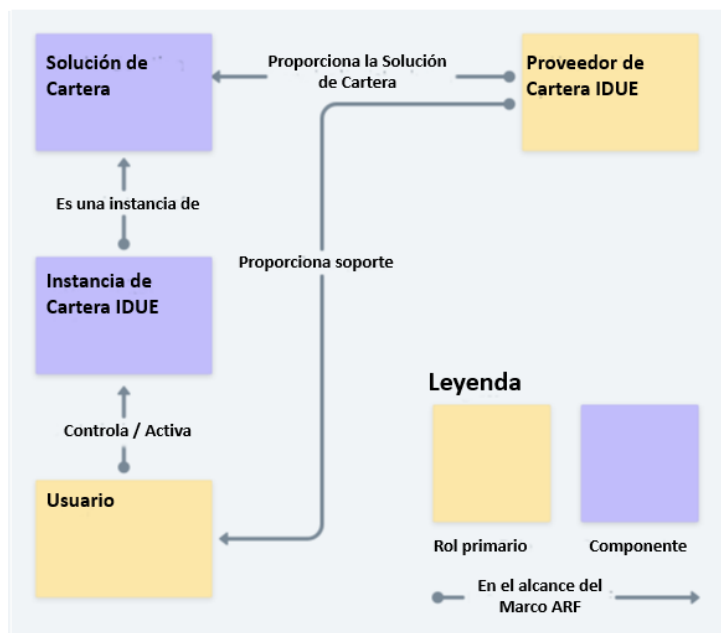 Solución de
Cartera
Proporciona la Solución
de Cartera
Proveedor de
Cartera IDUE
Es una instancia de
Proporciona soporte
Instancia de
Cartera IDUE
Controla / Activa
Usuario
Leyenda
Rol primario
Componente
En el alcance del
Marco ARF